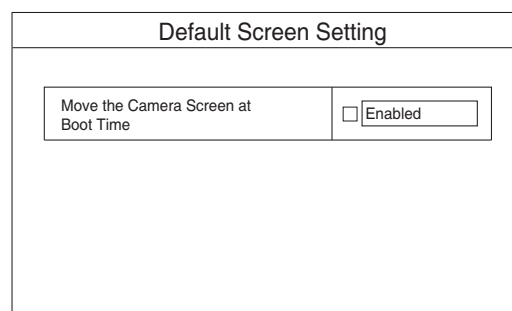 Default Screen Setting
Move the Camera Screen at
Boot Time
Enabled